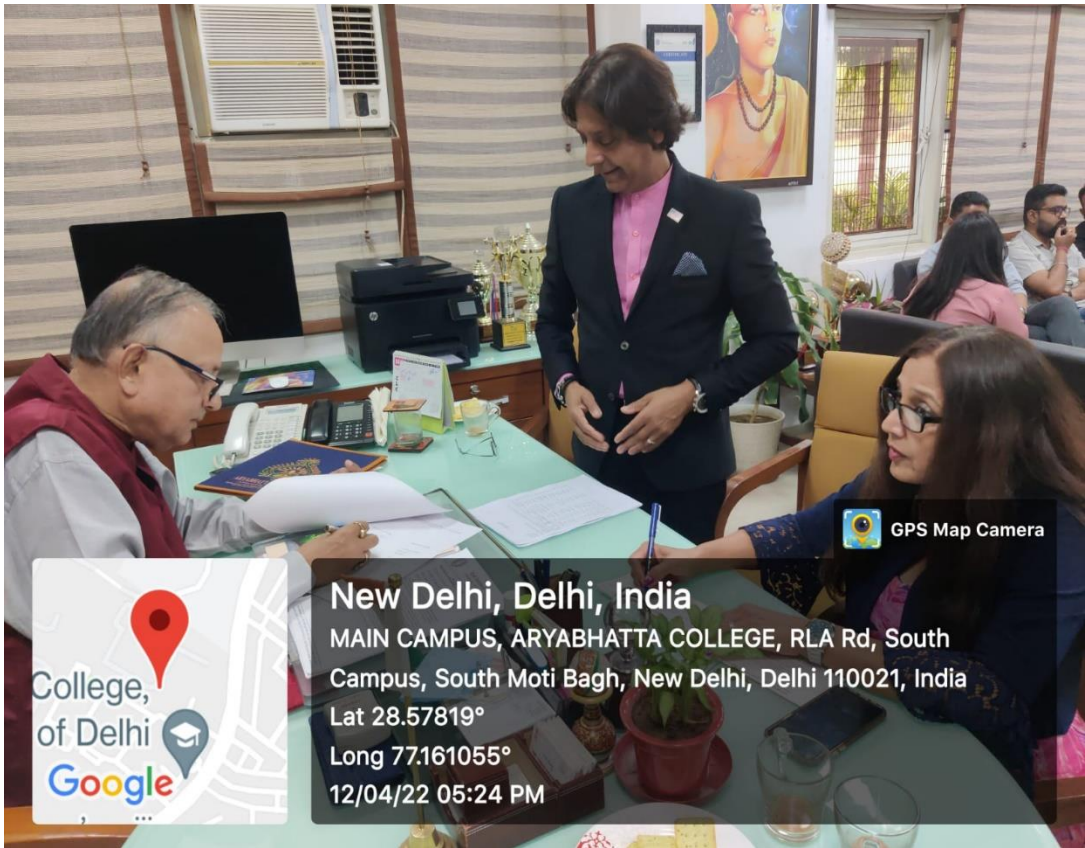 hp
GPS Map Camera
New Delhi, Delhi, India
MAIN CAMPUS, ARYABHATTA COLLEGE, RLA Rd, South
Campus, South Moti Bagh, New Delhi, Delhi 110021, India
Lat 28.57819°
Long 77.161055°
12/04/22 05:24 PM
College,
of Delhi
Google